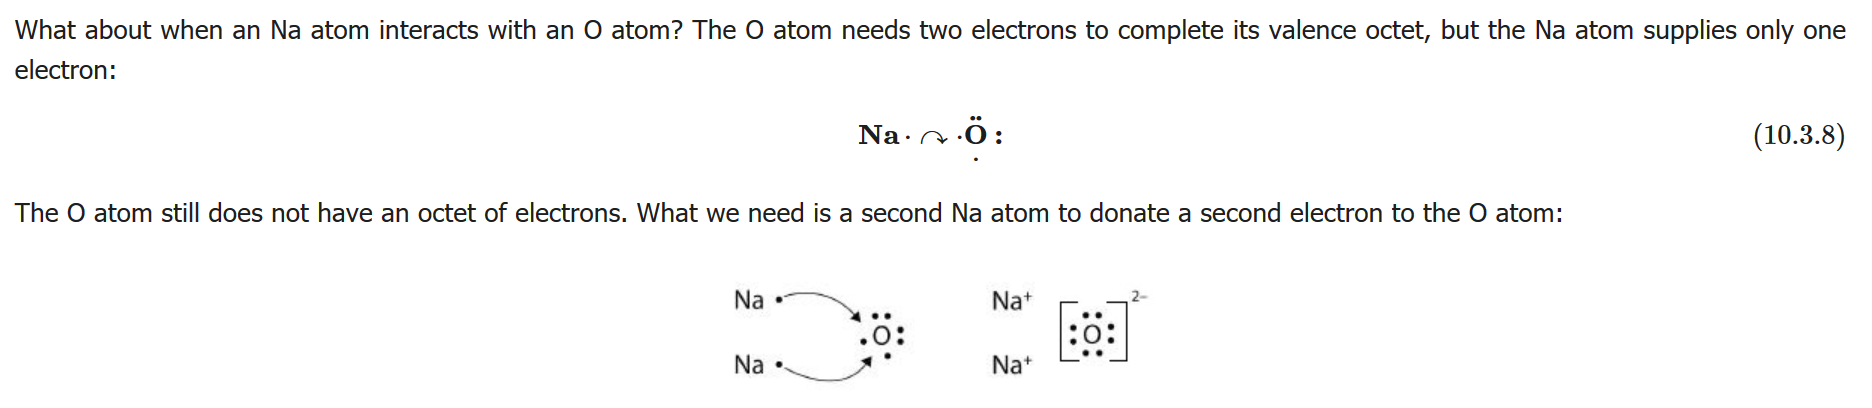 What about when an Na atom interacts with an O atom? The O atom needs two electrons to complete its valence octet, but the Na atom supplies only one
electron:
Na· ↷ ·Ö: (10.3.8)
The O atom still does not have an octet of electrons. What we need is a second Na atom to donate a second electron to the O atom:
Na • Na⁺ 2−
.O: [:O:]
Na • Na⁺